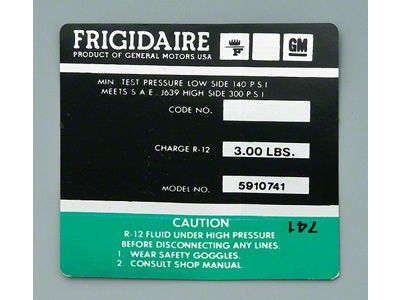 FRIGIDAIRE
PRODUCT OF GENERAL MOTORS USA
F
GM
MIN. TEST PRESSURE LOW SIDE 140 P.S.I
MEETS S.A.E. J639 HIGH SIDE 300 P.S.I
CODE NO.
CHARGE R-12 3.00 LBS.
MODEL NO. 5910741
741
CAUTION
R-12 FLUID UNDER HIGH PRESSURE
BEFORE DISCONNECTING ANY LINES.
1. WEAR SAFETY GOGGLES.
2. CONSULT SHOP MANUAL.